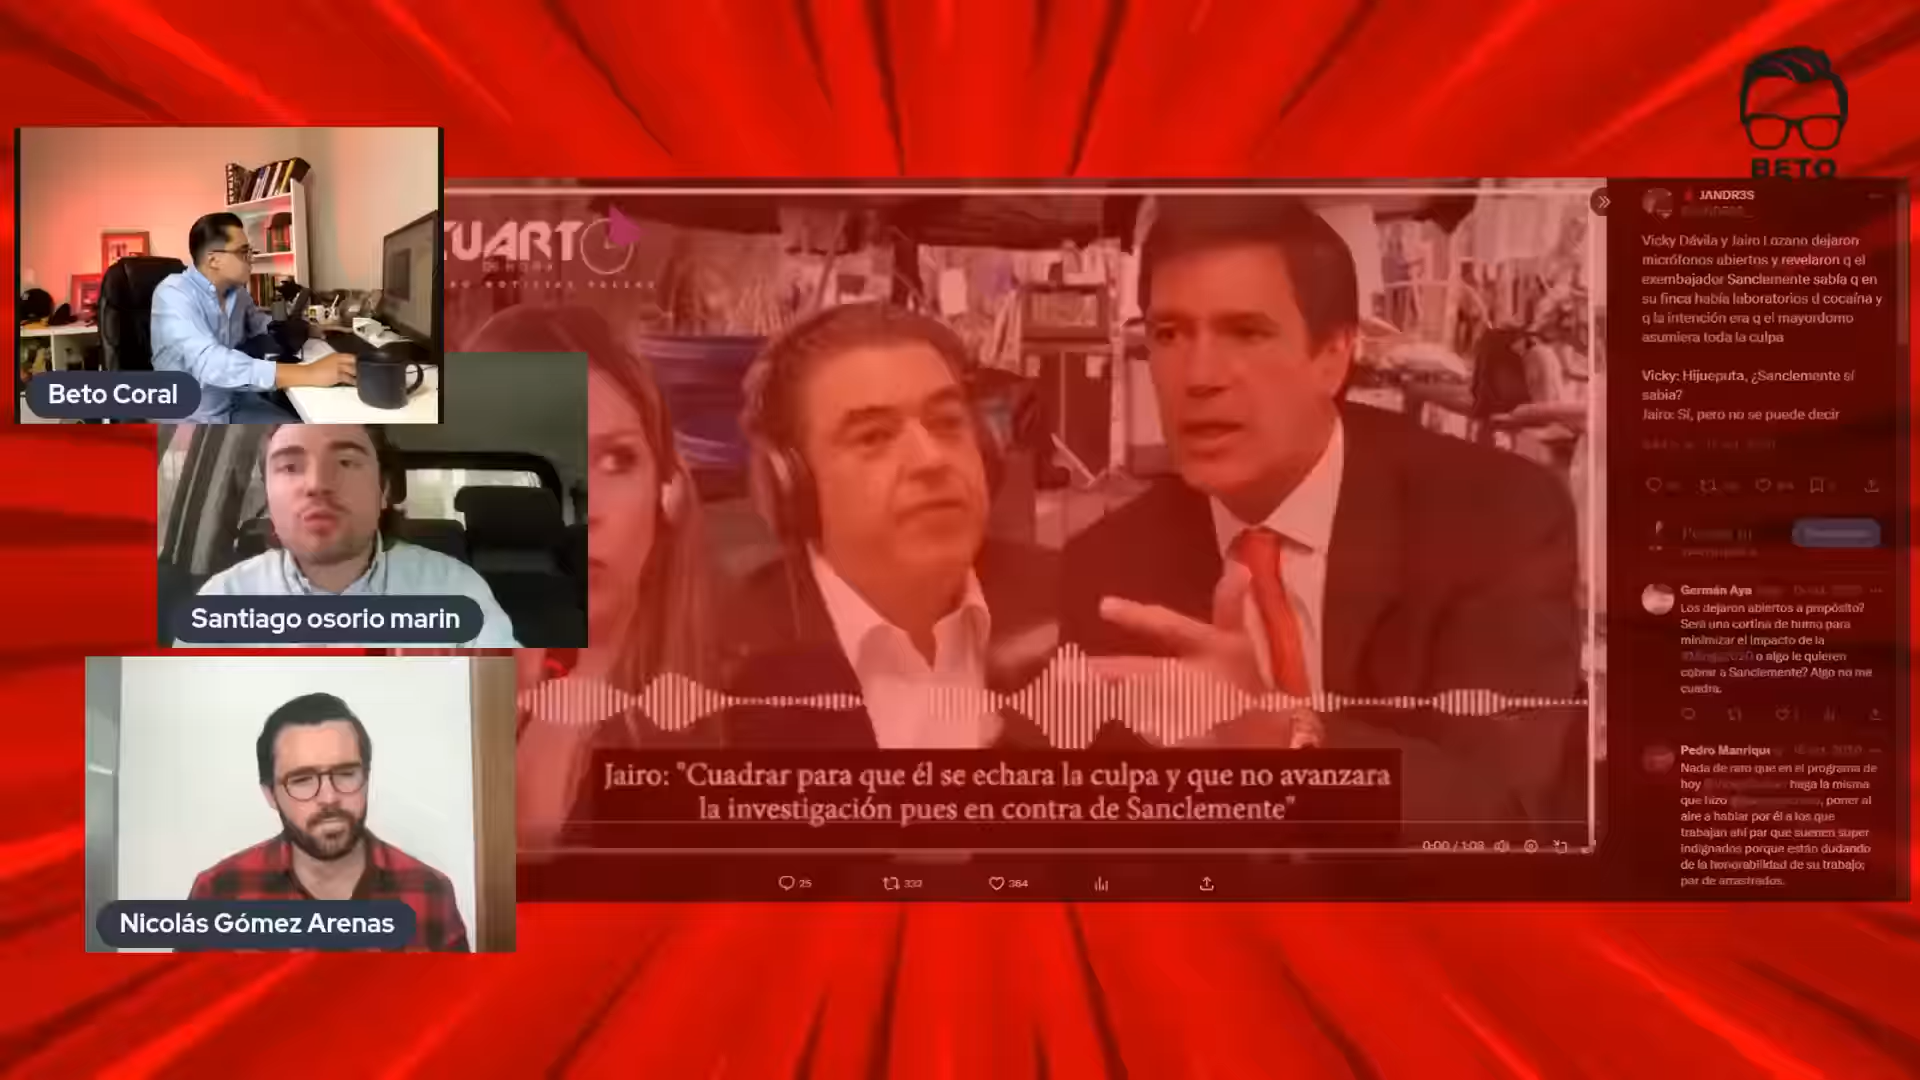 BETO
Beto Coral
Santiago osorio marin
Nicolás Gómez Arenas
CUARTO
DE HORA
Jairo: "Cuadrar para que él se echara la culpa y que no avanzara
la investigación pues en contra de Sanclemente"
0:00 / 1:08
25 332 364
JANDR3S
Vicky Dávila y Jairo Lozano dejaron
micrófonos abiertos y revelaron q el
exembajador Sanclemente sabía q en
su finca había laboratorios d cocaína y
q la intención era q el mayordomo
asumiera toda la culpa
Vicky: Hijueputa, ¿Sanclemente sí
sabia?
Jairo: Sí, pero no se puede decir
Germán Aya
Los dejaron abiertos a propósito?
Será una cortina de humo para
minimizar el impacto de la
o algo le quieren
cobrar a Sanclemente? Algo no me
cuadra.
Pedro Manriqu
Nada de raro que en el programa de
hoy haga la misma
que hizo , poner al
aire a hablar por él a los que
trabajan ahí par que suenen super
indignados porque están dudando
de la honorabilidad de su trabajo;
par de arrastrados.